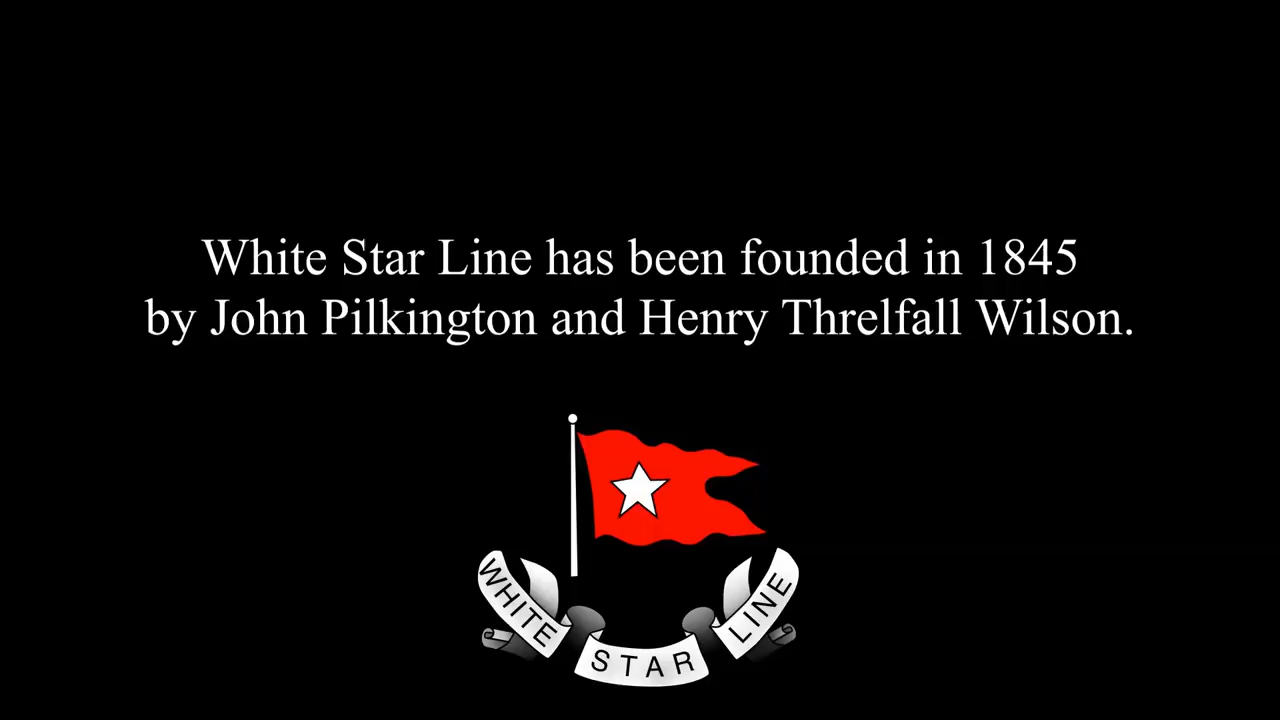 White Star Line has been founded in 1845
by John Pilkington and Henry Threlfall Wilson.
WHITE STAR LINE